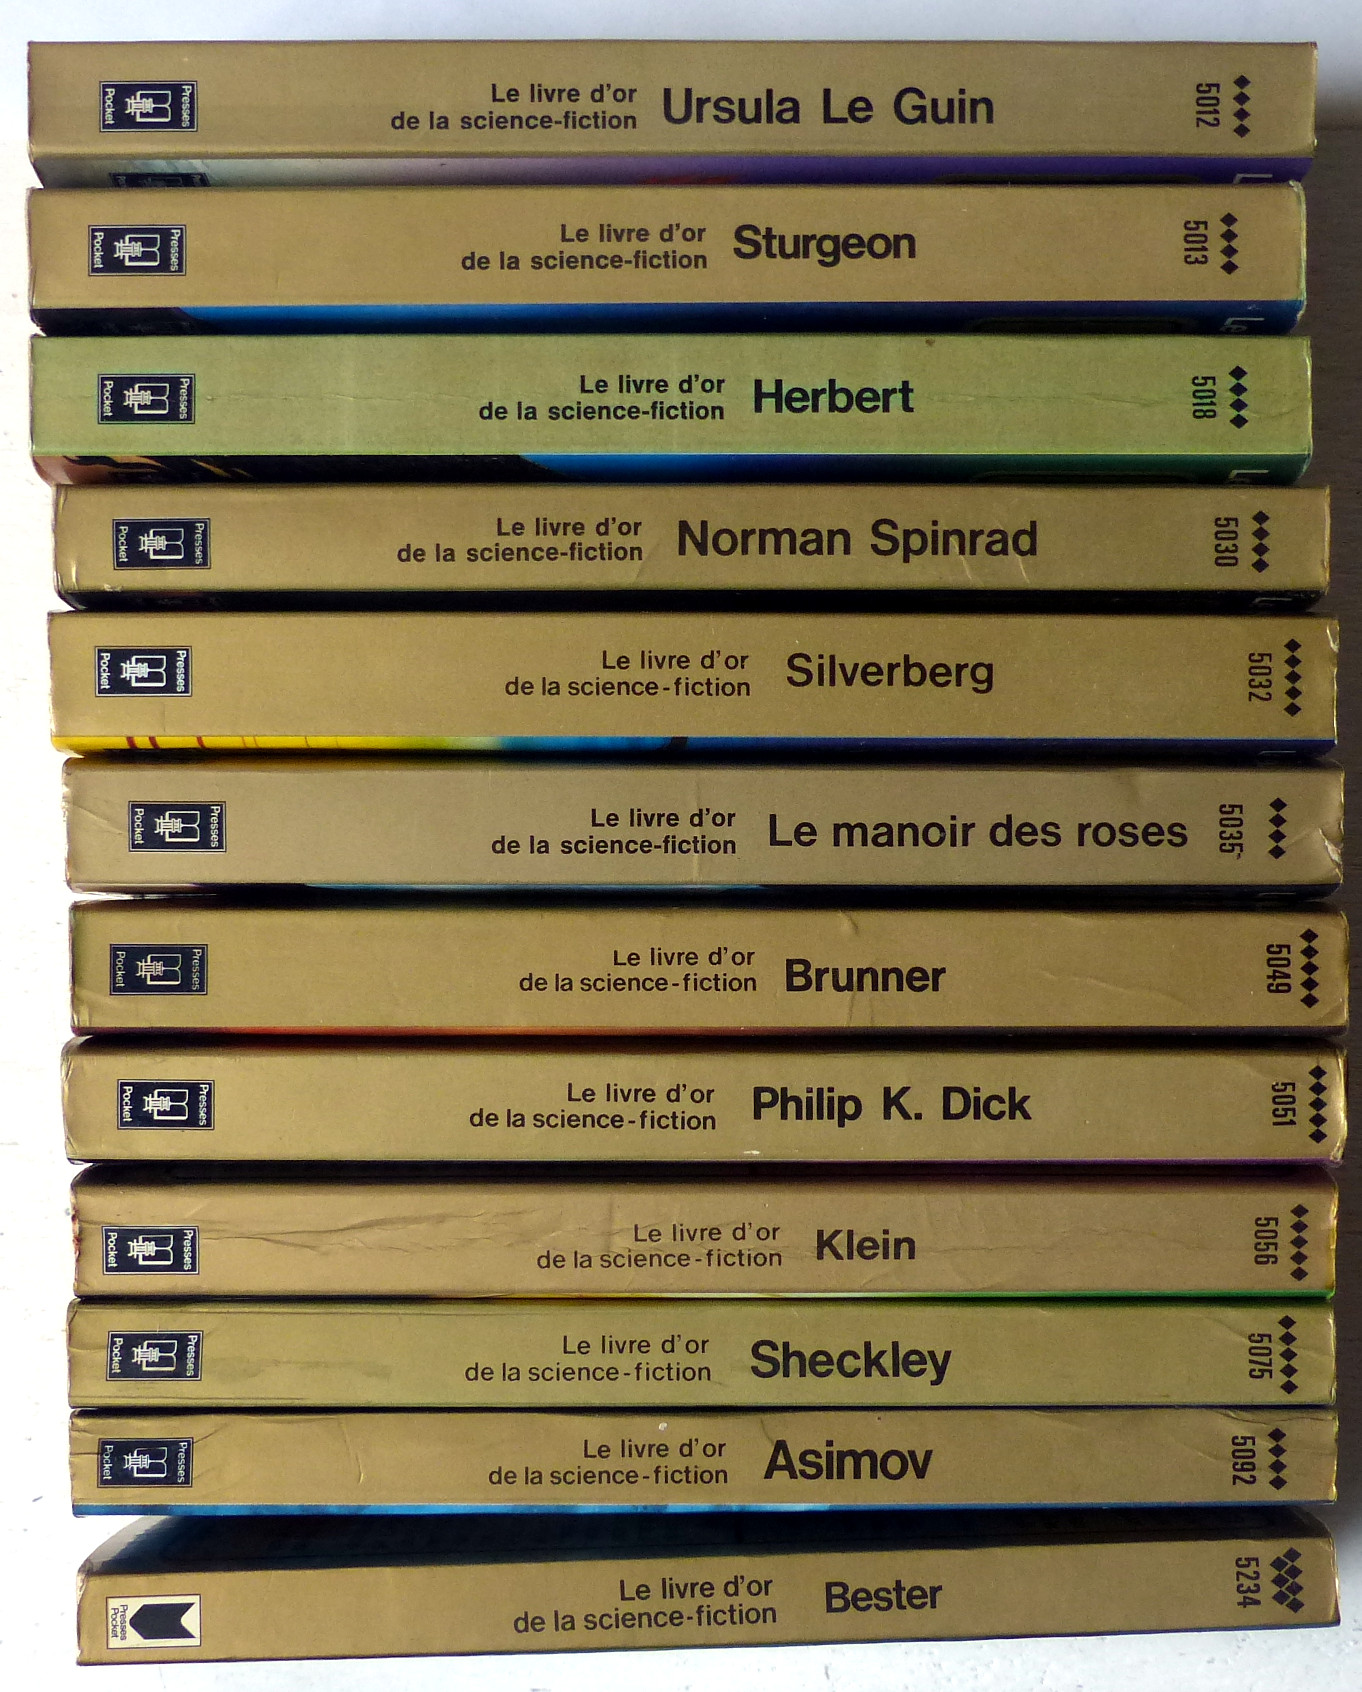 Presses
Pocket
Le livre d'or
de la science-fiction
Ursula Le Guin
5012
Presses
Pocket
Le livre d'or
de la science-fiction
Sturgeon
5013
Presses
Pocket
Le livre d'or
de la science-fiction
Herbert
5018
Presses
Pocket
Le livre d'or
de la science-fiction
Norman Spinrad
5030
Presses
Pocket
Le livre d'or
de la science-fiction
Silverberg
5032
Presses
Pocket
Le livre d'or
de la science-fiction
Le manoir des roses
5035
Presses
Pocket
Le livre d'or
de la science-fiction
Brunner
5049
Presses
Pocket
Le livre d'or
de la science-fiction
Philip K. Dick
5051
Presses
Pocket
Le livre d'or
de la science-fiction
Klein
5056
Presses
Pocket
Le livre d'or
de la science-fiction
Sheckley
5075
Presses
Pocket
Le livre d'or
de la science-fiction
Asimov
5092
Presses
Pocket
Le livre d'or
de la science-fiction
Bester
5234